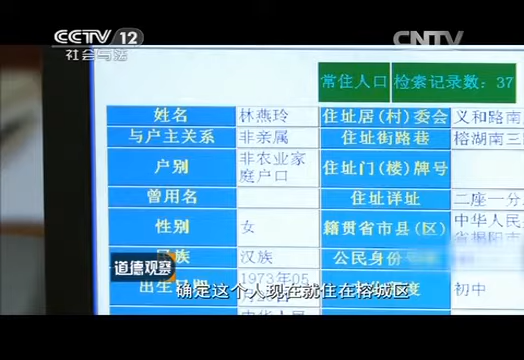 CCTV 12
社会与法
CNTV
常住人口 检索记录数: 37
姓名 林燕玲 住址居(村)委会 义和路南
与户主关系 非亲属 住址街路巷 榕湖南三
户别 非农业家庭户口 住址门(楼)牌号
曾用名 住址详址 二座一分
性别 女 籍贯省市县(区) 中华人民
省揭阳市
民族 汉族 公民身份
出生日期 1973年05 初中
道德观察
确定这个人现在就住在榕城区